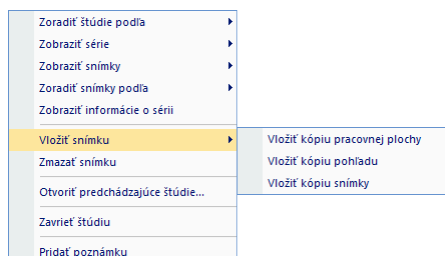 Zoradiť štúdie podľa
Zobraziť série
Zobraziť snímky
Zoradiť snímky podľa
Zobraziť informácie o sérii
Vložiť snímku
Vložiť kópiu pracovnej plochy
Zmazať snímku
Vložiť kópiu pohľadu
Vložiť kópiu snímky
Otvoriť predchádzajúce štúdie...
Zavrieť štúdiu
Pridať poznámku